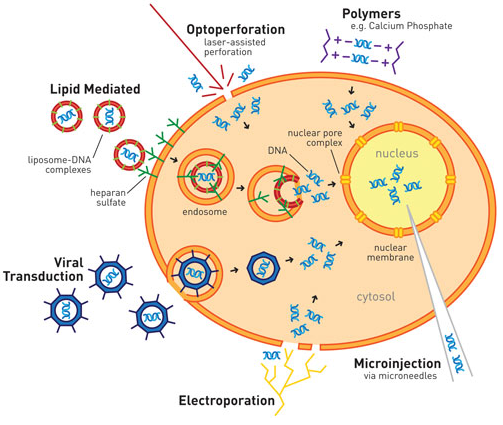 Optoperforation
laser-assisted
perforation
Polymers
e.g. Calcium Phosphate
Lipid Mediated
liposome-DNA
complexes
heparan
sulfate
endosome
DNA
nuclear pore
complex
nucleus
nuclear
membrane
cytosol
Viral
Transduction
Electroporation
Microinjection
via microneedles